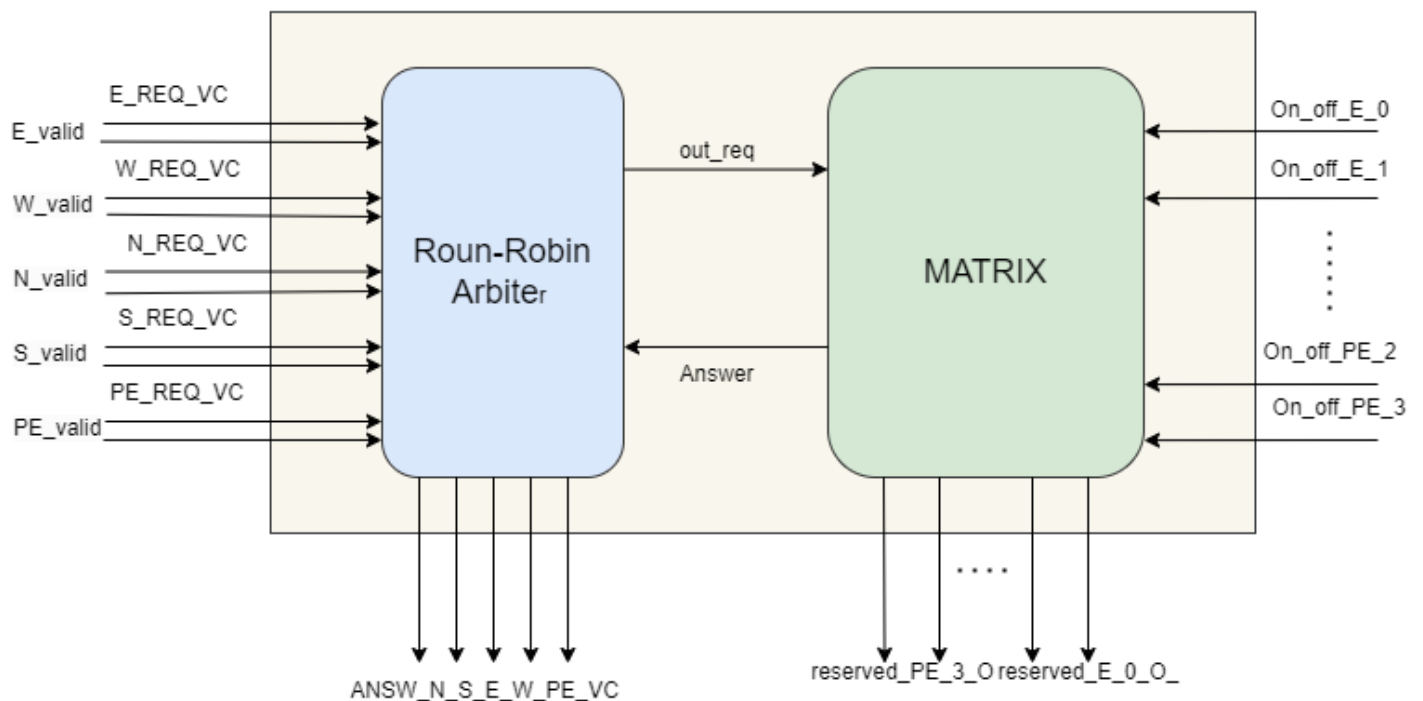 E_REQ_VC
E_valid
W_REQ_VC
W_valid
N_REQ_VC
N_valid
S_REQ_VC
S_valid
PE_REQ_VC
PE_valid
Roun-Robin
Arbiter
out_req
Answer
MATRIX
On_off_E_0
On_off_E_1
On_off_PE_2
On_off_PE_3
ANSW_N_S_E_W_PE_VC
reserved_PE_3_O
reserved_E_0_O_